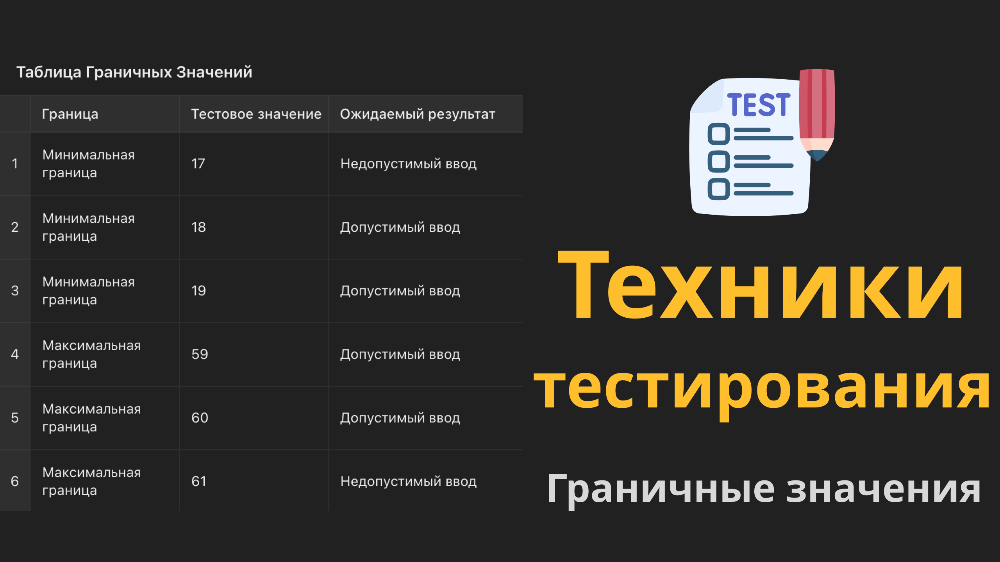 Таблица Граничных Значений
Граница Тестовое значение Ожидаемый результат
1 Минимальная граница 17 Недопустимый ввод
2 Минимальная граница 18 Допустимый ввод
3 Минимальная граница 19 Допустимый ввод
4 Максимальная граница 59 Допустимый ввод
5 Максимальная граница 60 Допустимый ввод
6 Максимальная граница 61 Недопустимый ввод
TEST
Техники
тестирования
Граничные значения